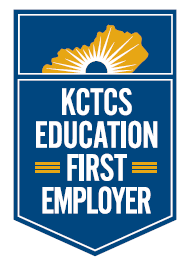 KCTCS
EDUCATION
FIRST
EMPLOYER